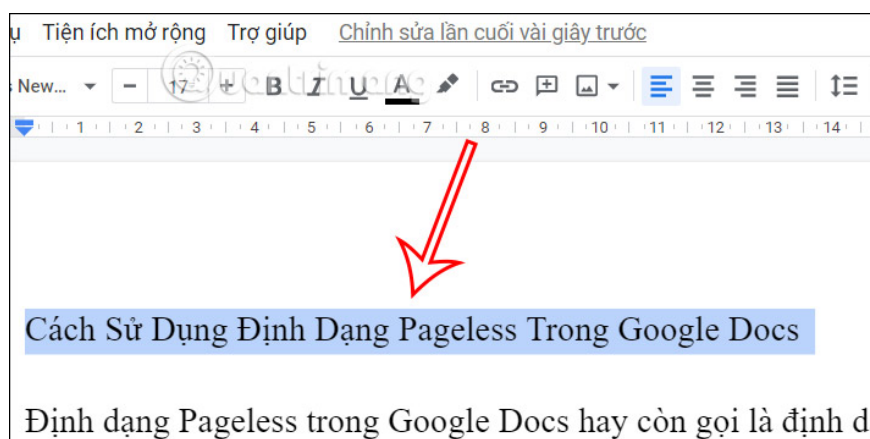 Tiện ích mở rộng Trợ giúp Chỉnh sửa lần cuối vài giây trước
New... − 17 + B I U A
Quantrimang
1 2 3 4 5 6 7 8 9 10 11 12 13 14
Cách Sử Dụng Định Dạng Pageless Trong Google Docs
Định dạng Pageless trong Google Docs hay còn gọi là định d